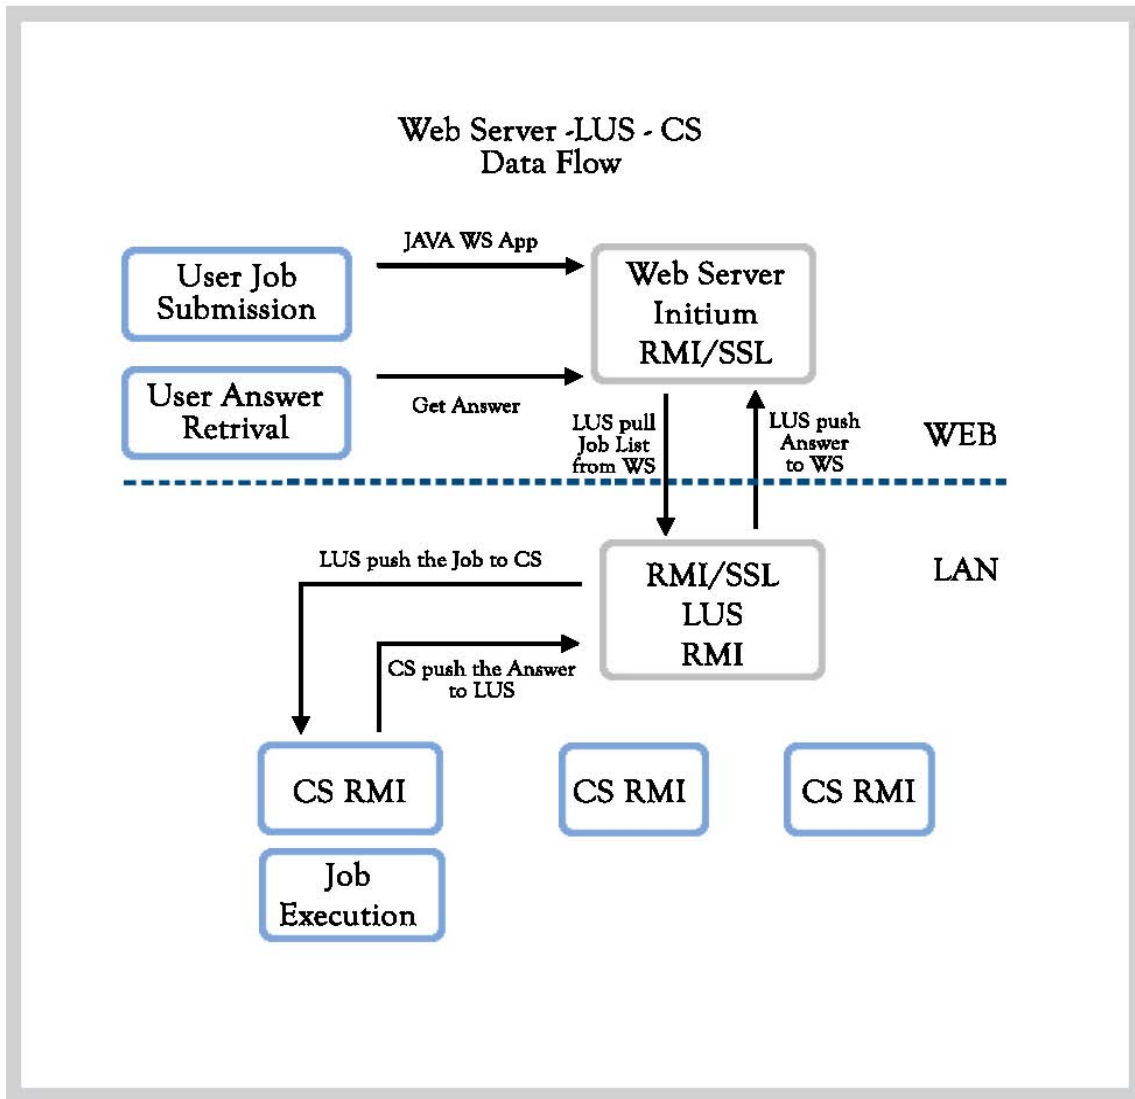 Web Server -LUS - CS
Data Flow
JAVA WS App
User Job
Submission
Web Server
Initium
RMI/SSL
User Answer
Retrival
Get Answer
LUS pull
Job List
from WS
LUS push
Answer
to WS
WEB
LUS push the Job to CS
LAN
RMI/SSL
LUS
RMI
CS push the Answer
to LUS
CS RMI
CS RMI
CS RMI
Job
Execution